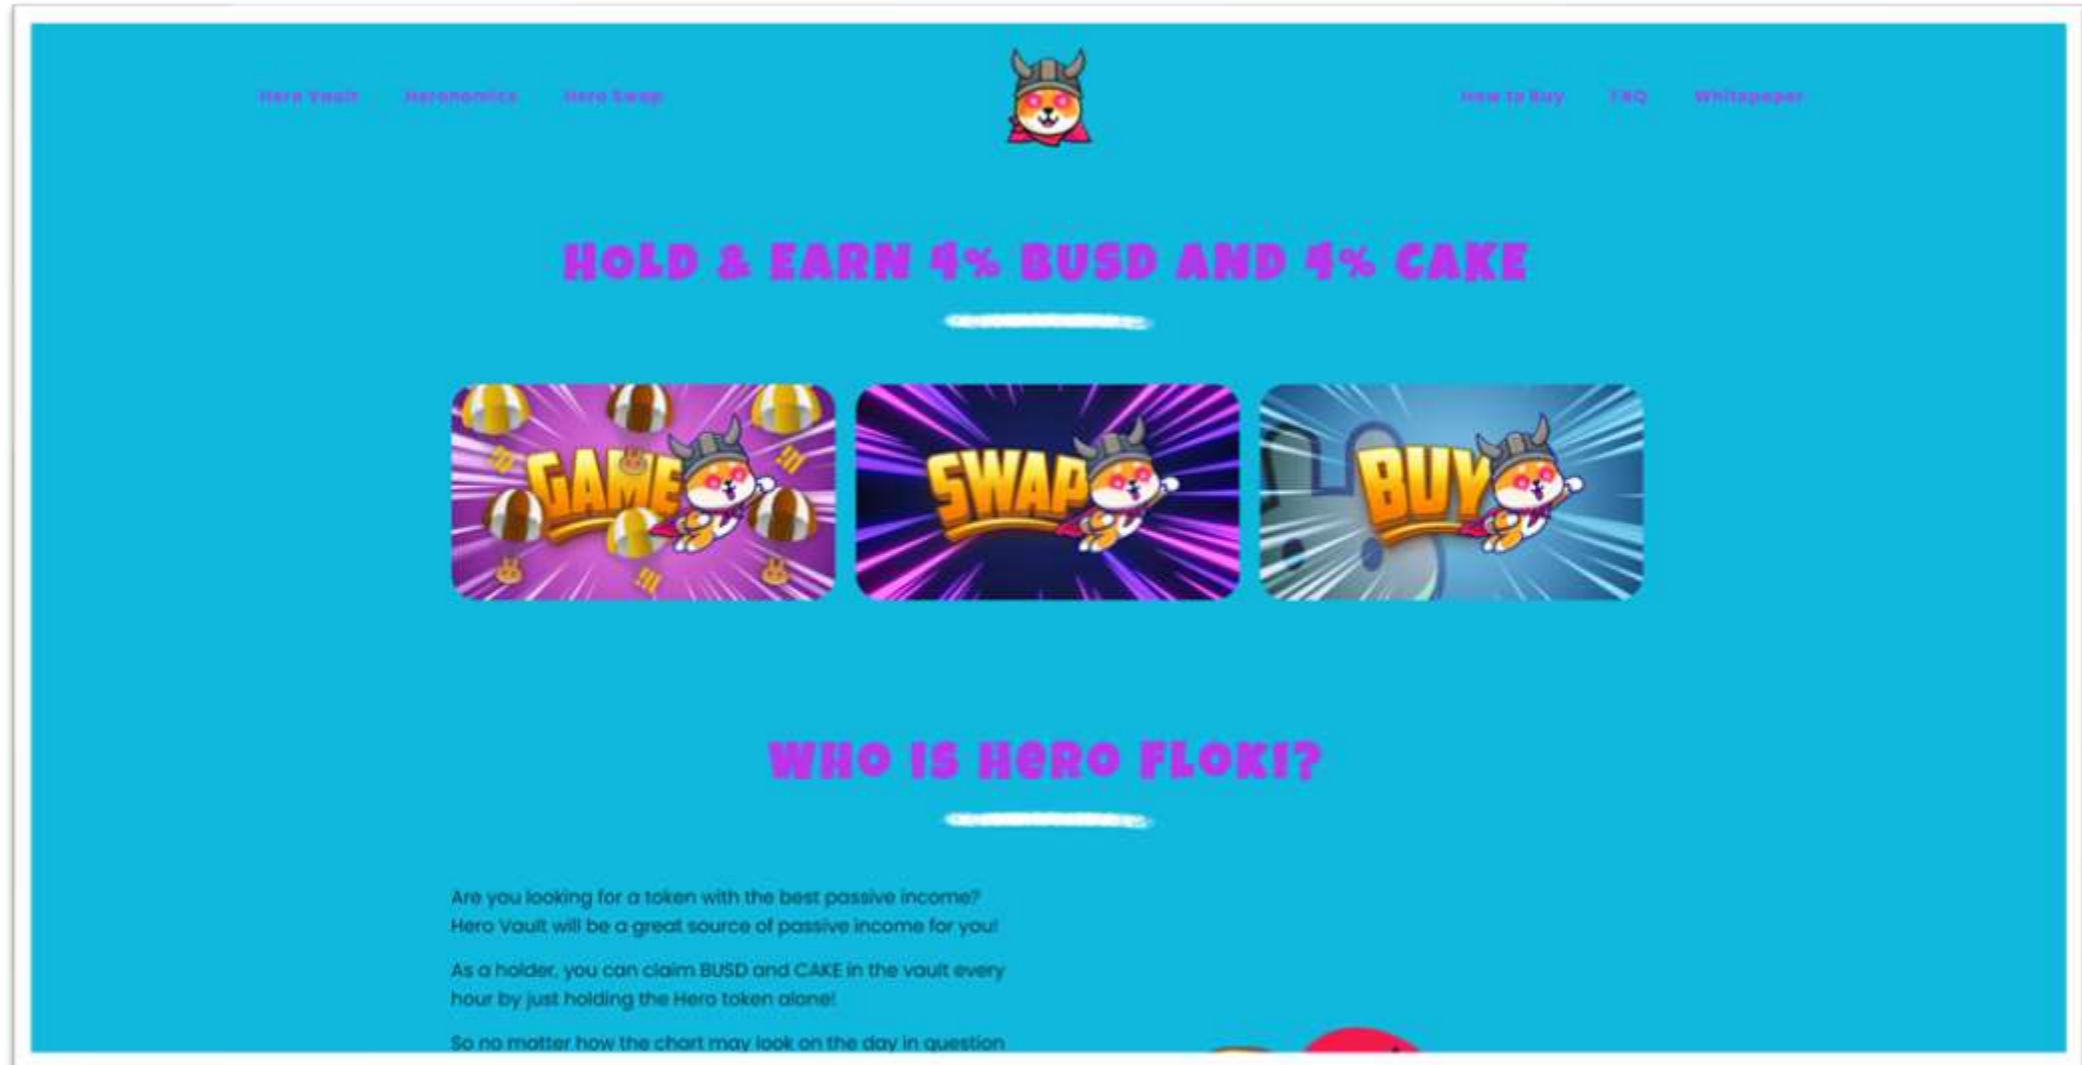 Hero Vault Heronomics Hero Swap How to Buy FAQ Whitepaper
HOLD & EARN 4% BUSD AND 4% CAKE
GAME SWAP BUY
WHO IS HERO FLOKI?
Are you looking for a token with the best passive income?
Hero Vault will be a great source of passive income for you!
As a holder, you can claim BUSD and CAKE in the vault every
hour by just holding the Hero token alone!
So no matter how the chart may look on the day in question